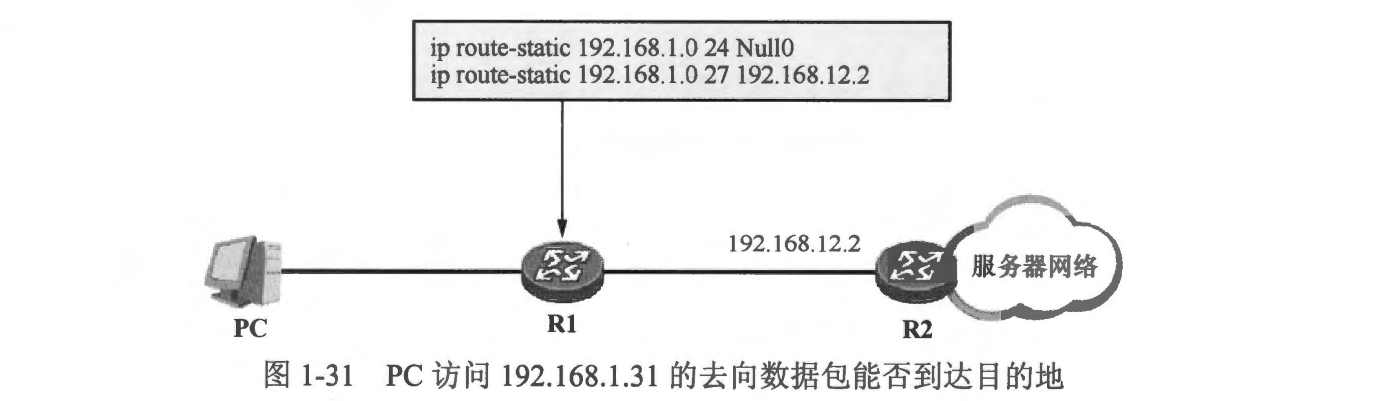 ip route-static 192.168.1.0 24 Null0
ip route-static 192.168.1.0 27 192.168.12.2
192.168.12.2
服务器网络
PC
R1
R2
图 1-31 PC 访问 192.168.1.31 的去向数据包能否到达目的地